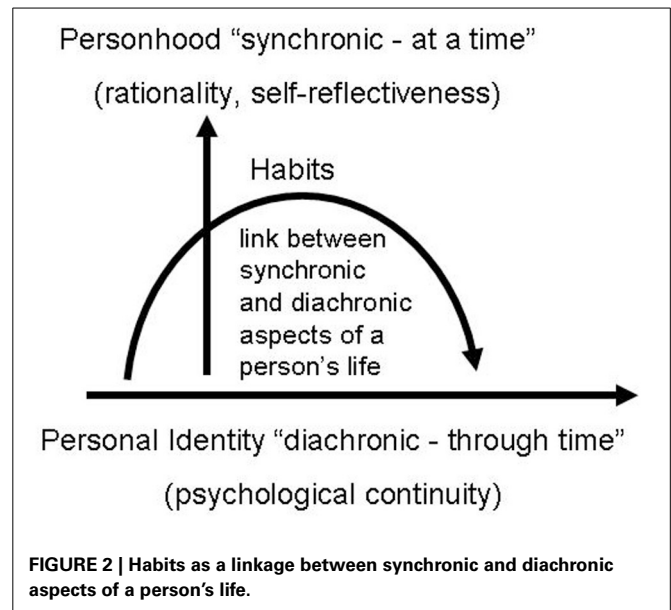 Personhood “synchronic - at a time”
(rationality, self-reflectiveness)
Habits
link between
synchronic
and diachronic
aspects of a
person’s life
Personal Identity “diachronic - through time”
(psychological continuity)
FIGURE 2 | Habits as a linkage between synchronic and diachronic
aspects of a person’s life.